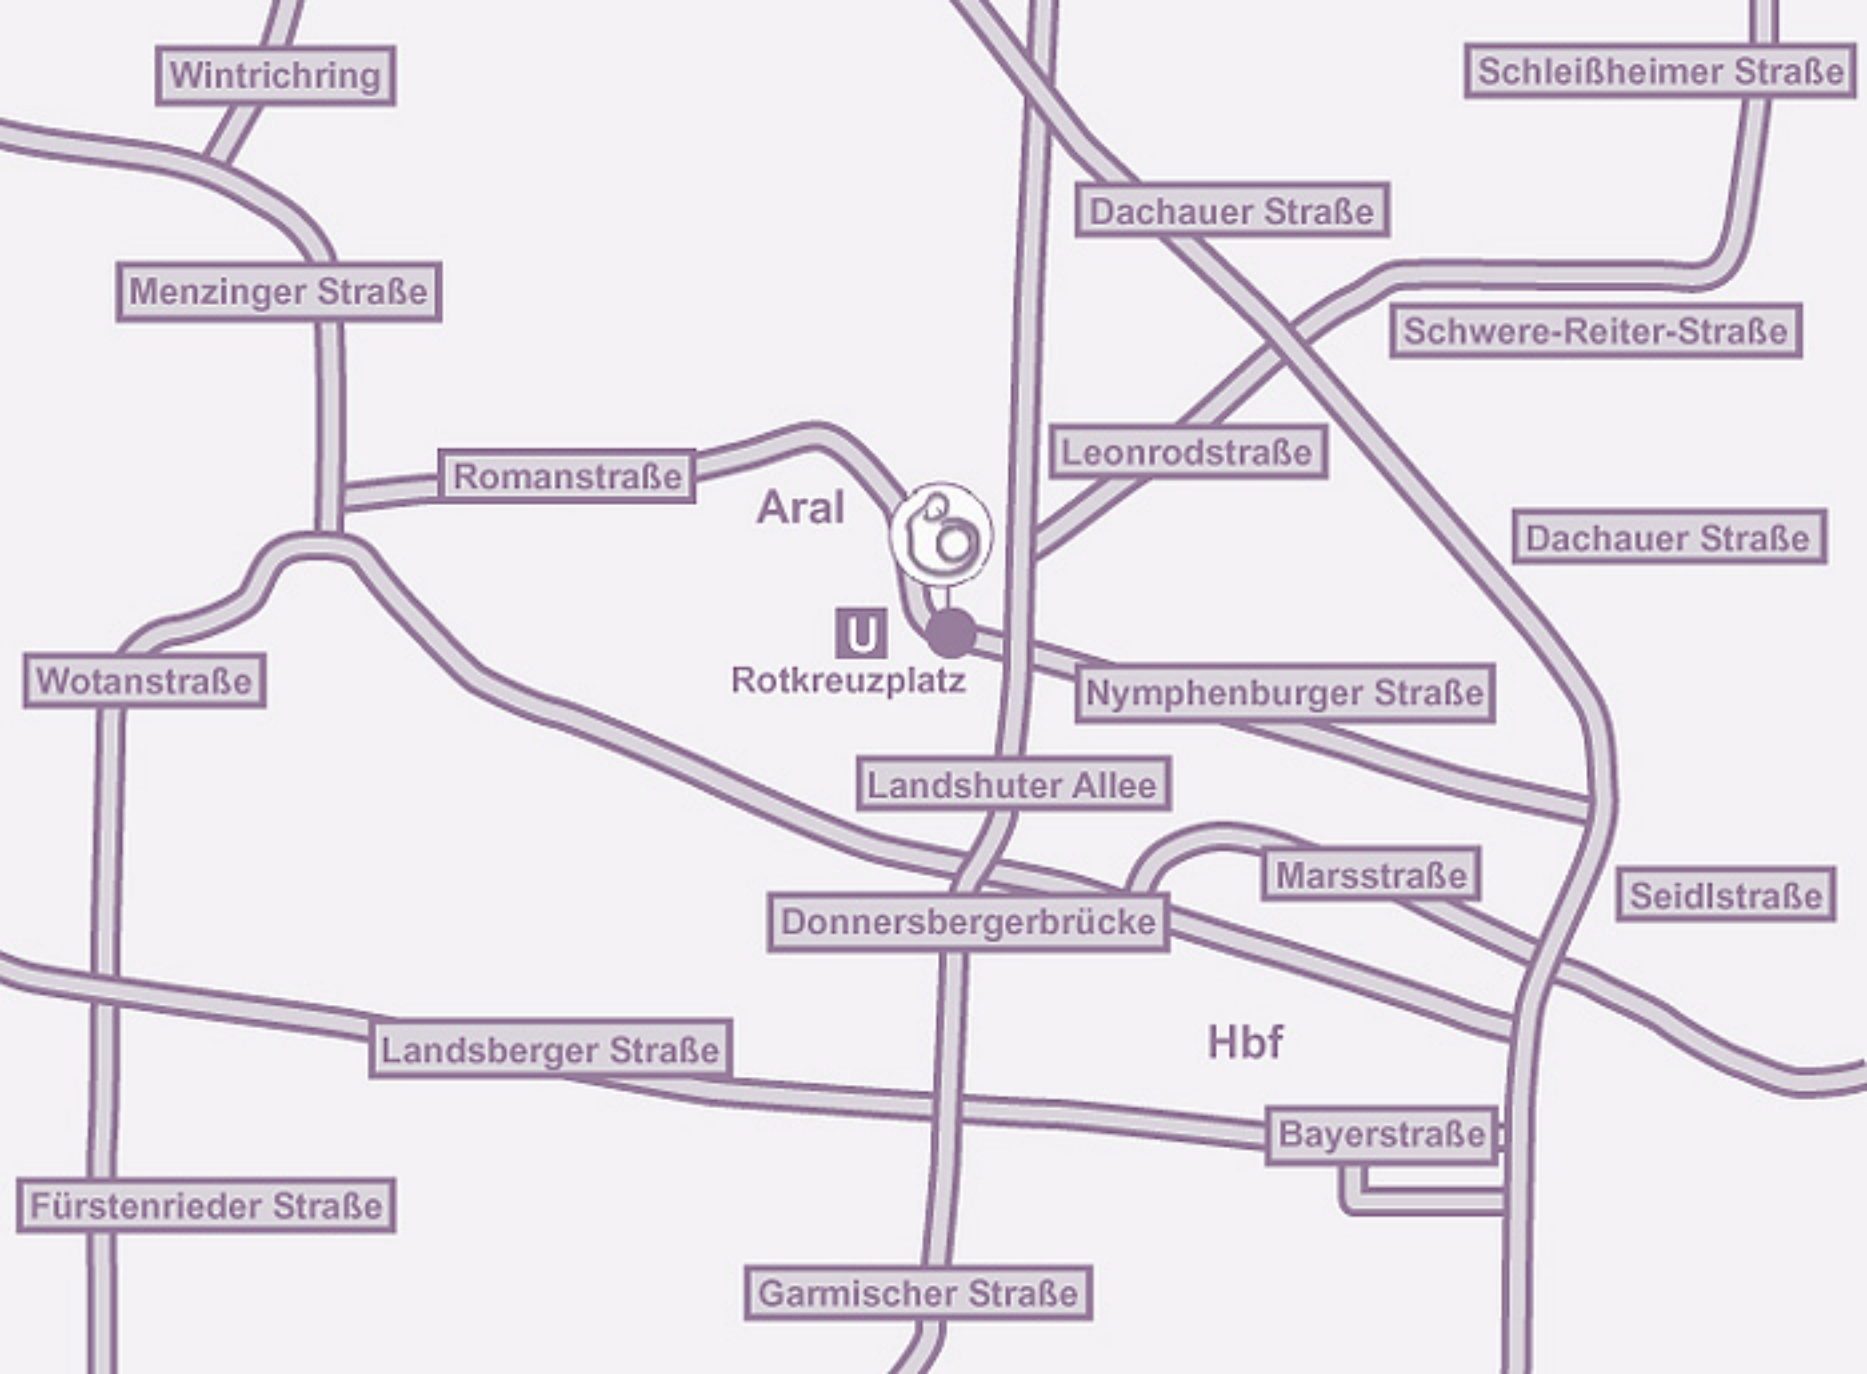 Wintrichring
Schleißheimer Straße
Dachauer Straße
Menzinger Straße
Schwere-Reiter-Straße
Leonrodstraße
Romanstraße
Aral
Dachauer Straße
U
Rotkreuzplatz
Wotanstraße
Nymphenburger Straße
Landshuter Allee
Marsstraße
Seidlstraße
Donnersbergerbrücke
Hbf
Landsberger Straße
Bayerstraße
Fürstenrieder Straße
Garmischer Straße